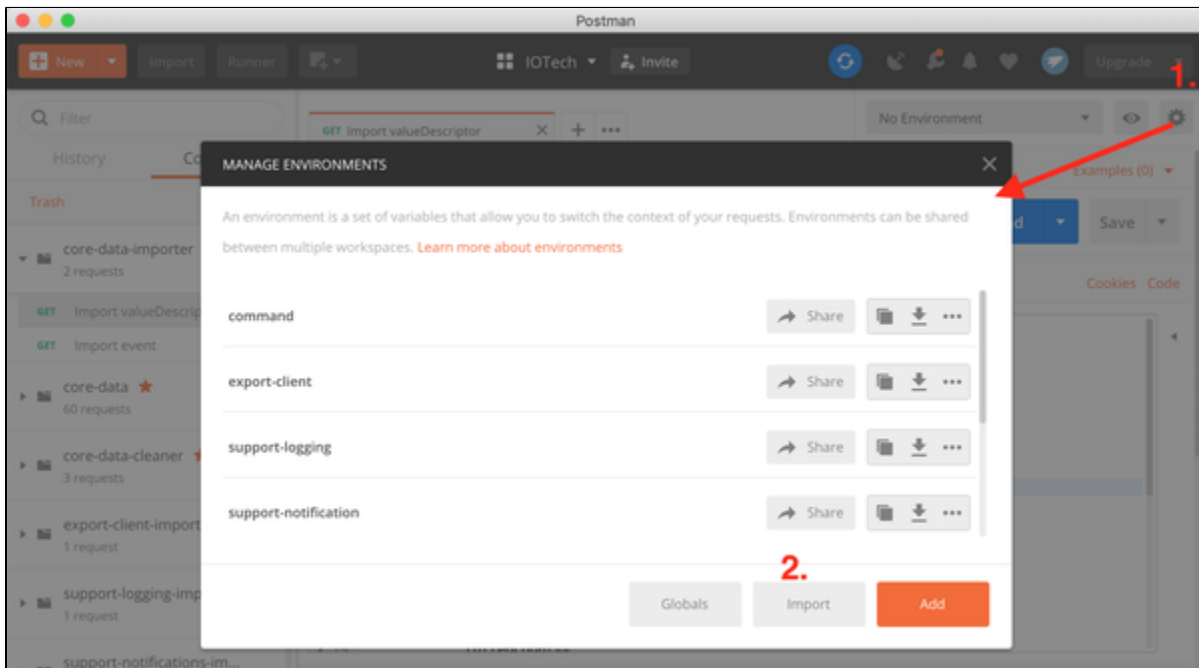 Postman
New
Import
Runner
IOTech
Invite
Upgrade
1.
Filter
GET Import valueDescriptor
No Environment
History
Co
MANAGE ENVIRONMENTS
Examples (0)
Trash
An environment is a set of variables that allow you to switch the context of your requests. Environments can be shared
between multiple workspaces. Learn more about environments
d
Save
core-data-importer
2 requests
Cookies Code
GET Import valueDescrip
command
Share
GET Import event
core-data
60 requests
export-client
Share
core-data-cleaner
3 requests
support-logging
Share
export-client-import
1 request
support-notification
Share
2.
support-logging-imp
1 request
Globals
Import
Add
support-notifications-im...